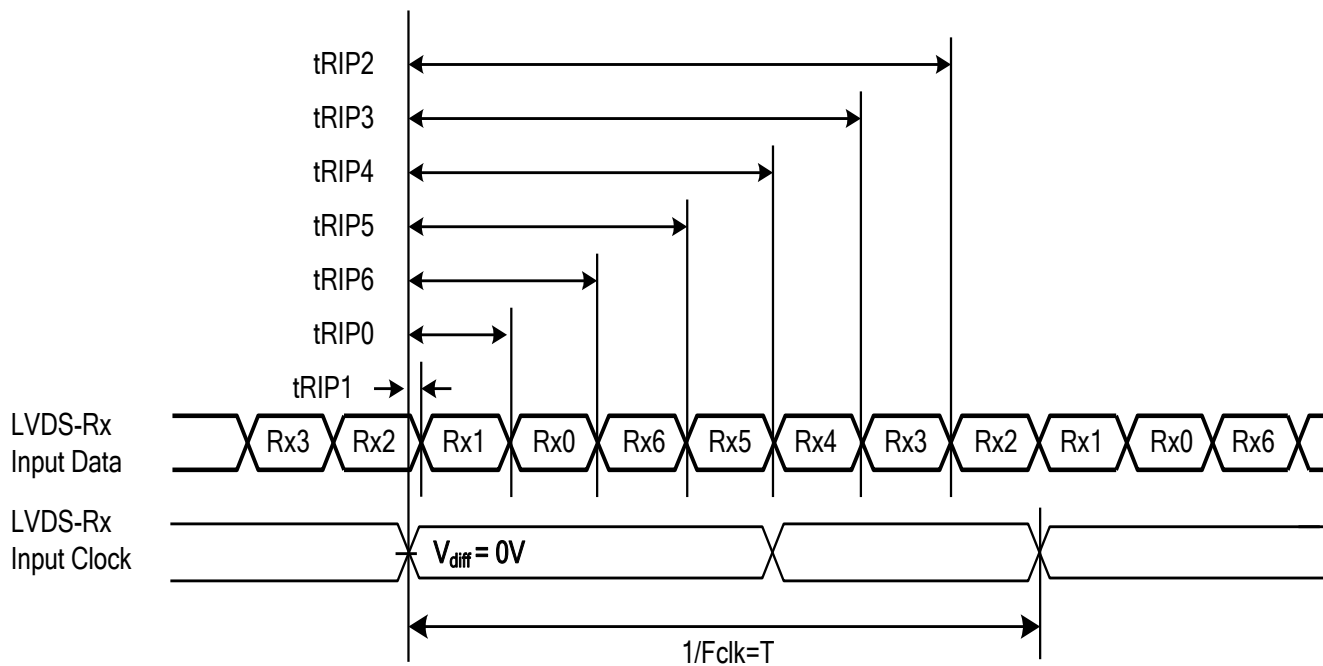 tRIP2
tRIP3
tRIP4
tRIP5
tRIP6
tRIP0
tRIP1
LVDS-Rx
Input Data
Rx3 Rx2 Rx1 Rx0 Rx6 Rx5 Rx4 Rx3 Rx2 Rx1 Rx0 Rx6
LVDS-Rx
Input Clock
Vdiff = 0V
1/Fclk=T